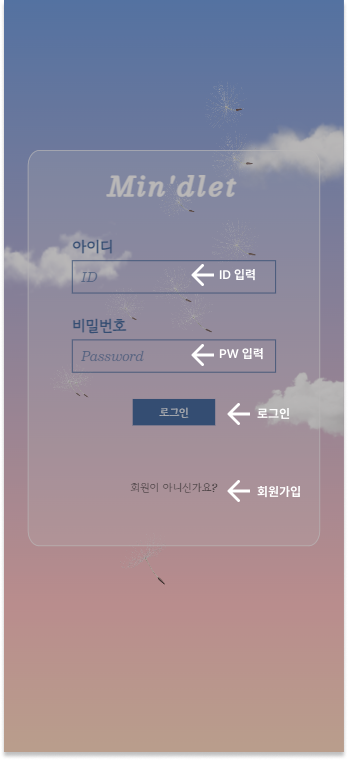 Min'dlet
아이디
ID
ID 입력
비밀번호
Password
PW 입력
로그인
로그인
회원이 아니신가요?
회원가입